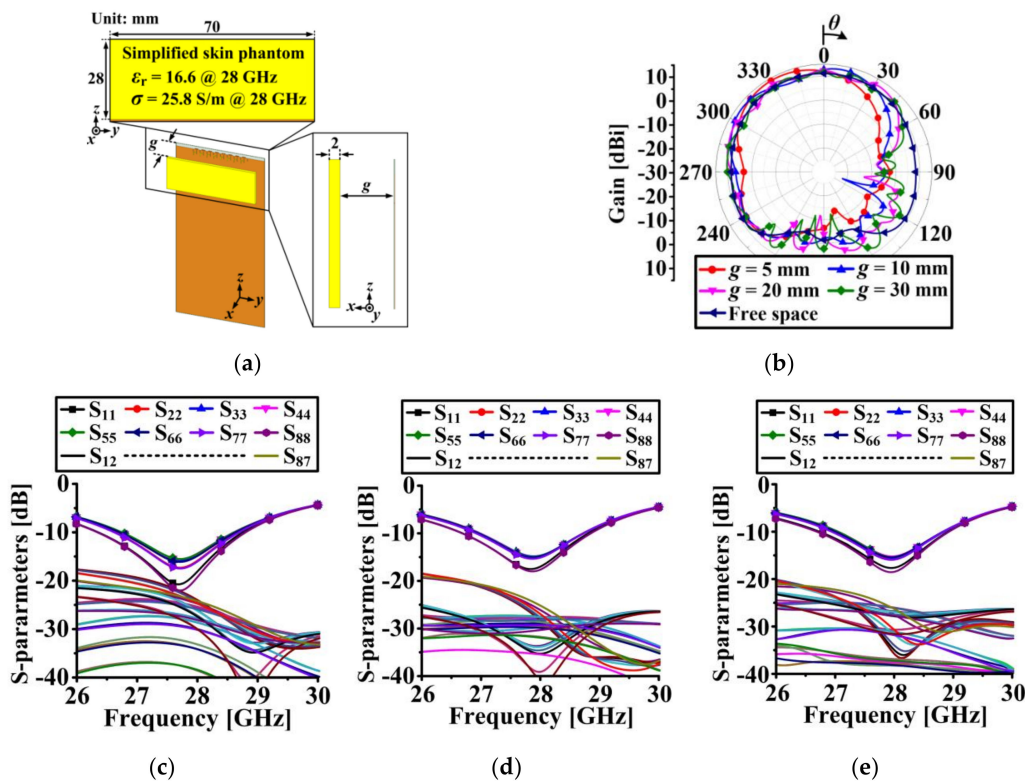 Unit: mm
70
28
Simplified skin phantom
εr = 16.6 @ 28 GHz
σ = 25.8 S/m @ 28 GHz
z
x
y
g
2
g
z
x
y
z
x
y
(a)
θ
0
30
60
90
120
240
270
300
330
Gain [dBi]
10
0
-10
-20
-30
-20
-10
0
10
g = 5 mm
g = 10 mm
g = 20 mm
g = 30 mm
Free space
(b)
S11 S22 S33 S44
S55 S66 S77 S88
S12 S87
S-pararmeters [dB]
0
-10
-20
-30
-40
26 27 28 29 30
Frequency [GHz]
(c)
S11 S22 S33 S44
S55 S66 S77 S88
S12 S87
S-pararmeters [dB]
0
-10
-20
-30
-40
26 27 28 29 30
Frequency [GHz]
(d)
S11 S22 S33 S44
S55 S66 S77 S88
S12 S87
S-pararmeters [dB]
0
-10
-20
-30
-40
26 27 28 29 30
Frequency [GHz]
(e)